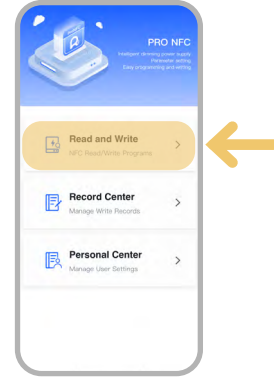 PRO NFC
Intelligent dimming power supply
Parameter setting
Easy programming and editing
Read and Write
NFC Read/Write Programs
Record Center
Manage Write Records
Personal Center
Manage User Settings